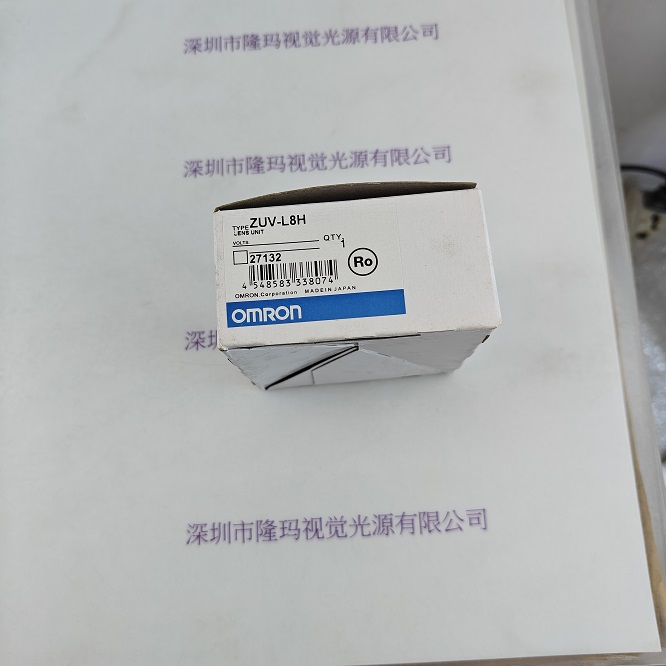 深圳市隆玛视觉光源有限公司
深圳市隆玛视觉光源有限公司
TYPE ZUV-L8H
LENS UNIT
VOLTS
QTY 1
27132
Ro
4 548583 338074
OMRON Corporation MADE IN JAPAN
OMRON
深圳
深圳市隆玛视觉光源有限公司